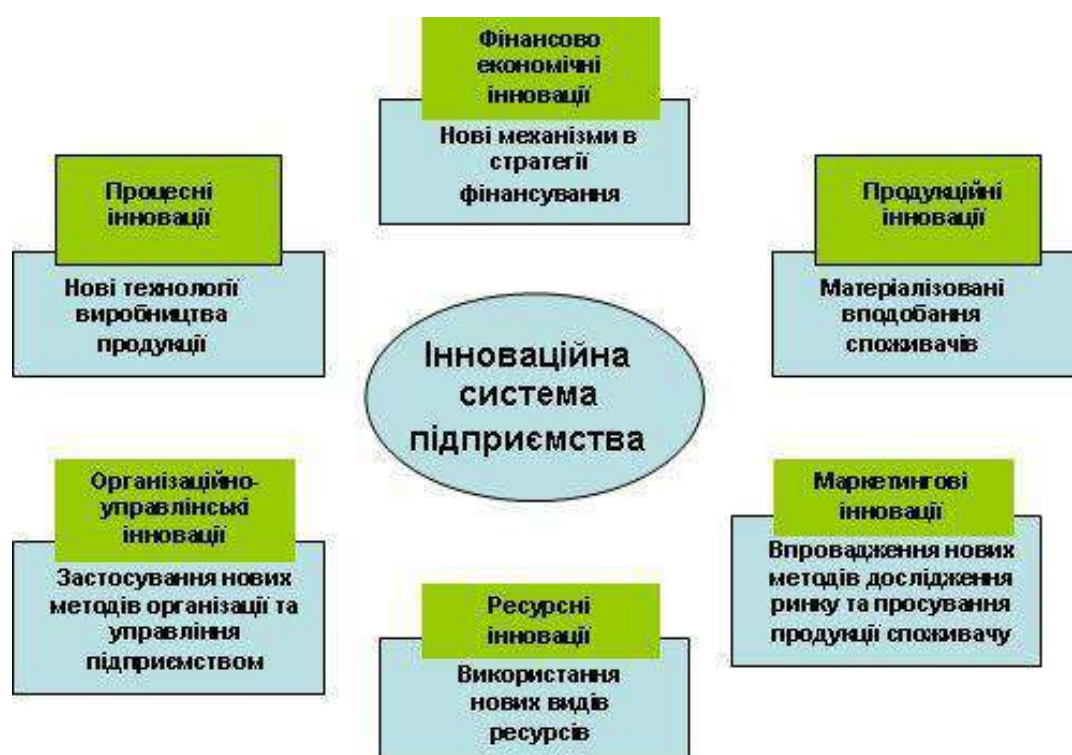 Фінансово
економічні
інновації
Нові механізми в
стратегії
фінансування
Процесні
інновації
Нові технології
виробництва
продукції
Продукційні
інновації
Матеріалізовані
вподобання
споживачів
Інноваційна
система
підприємства
Організаційно-
управлінські
інновації
Застосування нових
методів організації та
управління
підприємством
Ресурсні
інновації
Використання
нових видів
ресурсів
Маркетингові
інновації
Впровадження нових
методів дослідження
ринку та просування
продукції споживачу